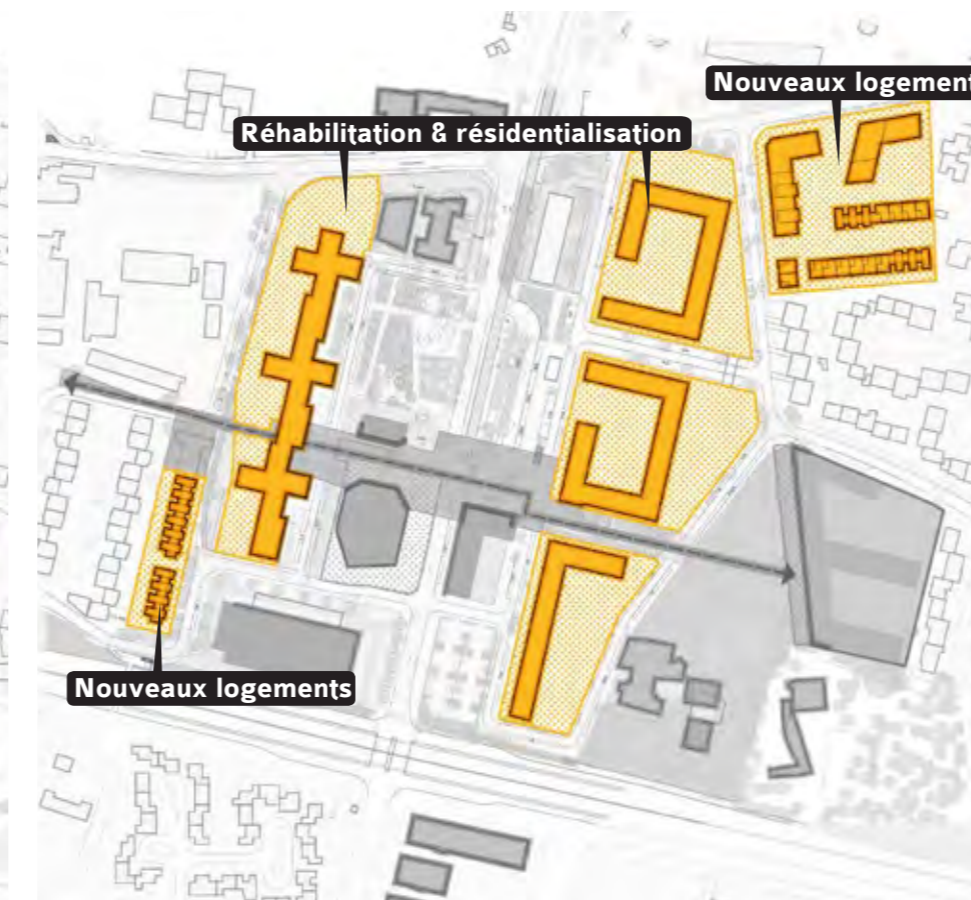 Nouveaux logement
Réhabilitation & résidentialisation
Nouveaux logements